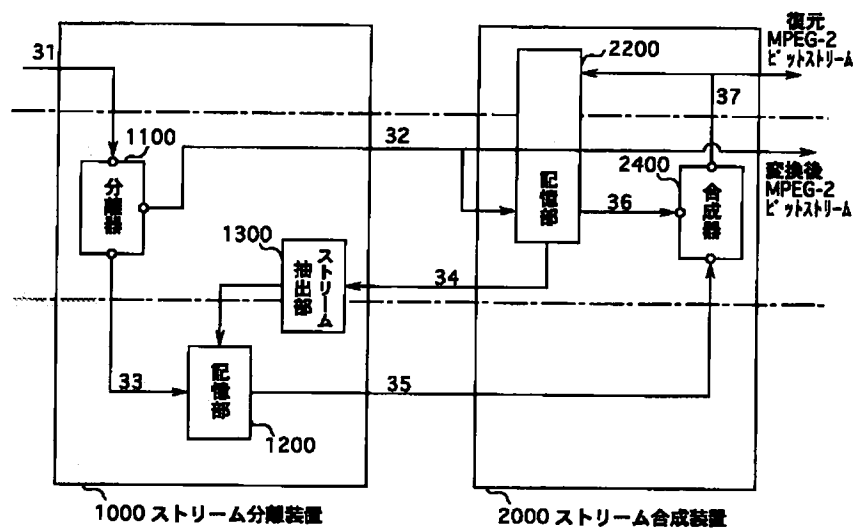 31
復元
MPEG-2
ビットストリーム
2200
37
1100
32
分離器
記憶部
36
2400
合成器
変換後
MPEG-2
ビットストリーム
1300
ストリーム
抽出部
34
33
記憶部
35
1200
1000 ストリーム分離装置
2000 ストリーム合成装置